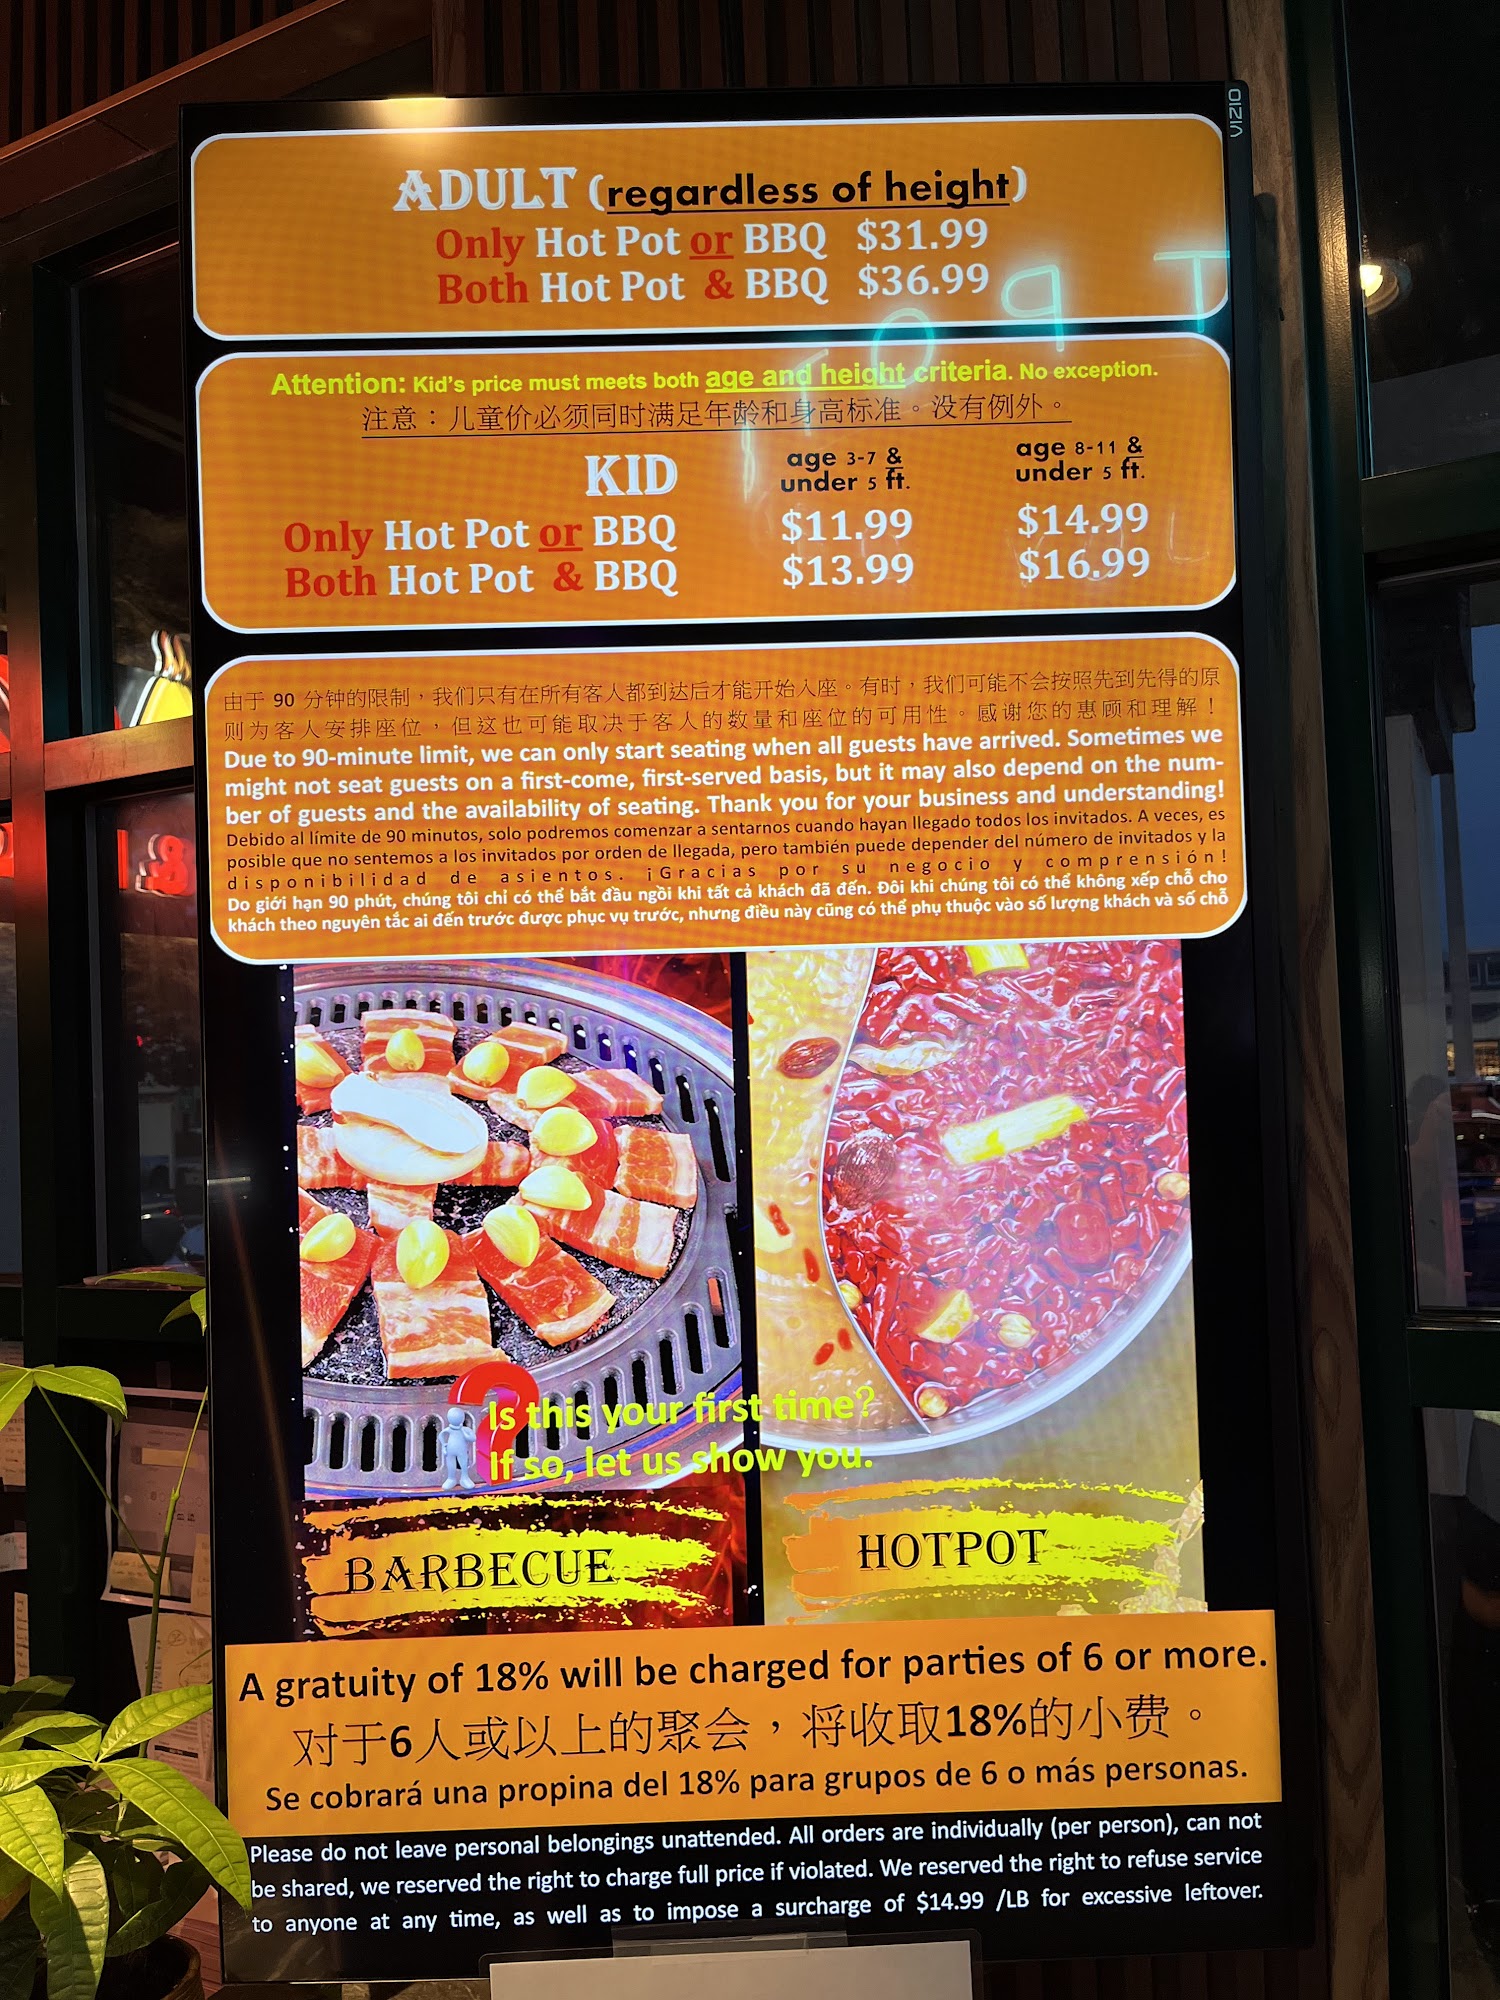 VIZIO
ADULT (regardless of height)
Only Hot Pot or BBQ $31.99
Both Hot Pot & BBQ $36.99
Attention: Kid's price must meets both age and height criteria. No exception.
注意：儿童价必须同时满足年龄和身高标准。没有例外。
KID age 3-7 & under 5 ft. age 8-11 & under 5 ft.
Only Hot Pot or BBQ $11.99 $14.99
Both Hot Pot & BBQ $13.99 $16.99
由于 90 分钟的限制，我们只有在所有客人都到达后才能开始入座。有时，我们可能不会按照先到先得的原
则为客人安排座位，但这也可能取决于客人的数量和座位的可用性。感谢您的惠顾和理解！
Due to 90-minute limit, we can only start seating when all guests have arrived. Sometimes we
might not seat guests on a first-come, first-served basis, but it may also depend on the num-
ber of guests and the availability of seating. Thank you for your business and understanding!
Debido al límite de 90 minutos, solo podremos comenzar a sentarnos cuando hayan llegado todos los invitados. A veces, es
posible que no sentemos a los invitados por orden de llegada, pero también puede depender del número de invitados y la
disponibilidad de asientos. ¡Gracias por su negocio y comprensión!
Do giới hạn 90 phút, chúng tôi chỉ có thể bắt đầu ngồi khi tất cả khách đã đến. Đôi khi chúng tôi có thể không xếp chỗ cho
khách theo nguyên tắc ai đến trước được phục vụ trước, nhưng điều này cũng có thể phụ thuộc vào số lượng khách và số chỗ
Is this your first time?
If so, let us show you.
BARBECUE
HOTPOT
A gratuity of 18% will be charged for parties of 6 or more.
对于6人或以上的聚会，将收取18%的小费。
Se cobrará una propina del 18% para grupos de 6 o más personas.
Please do not leave personal belongings unattended. All orders are individually (per person), can not
be shared, we reserved the right to charge full price if violated. We reserved the right to refuse service
to anyone at any time, as well as to impose a surcharge of $14.99 /LB for excessive leftover.